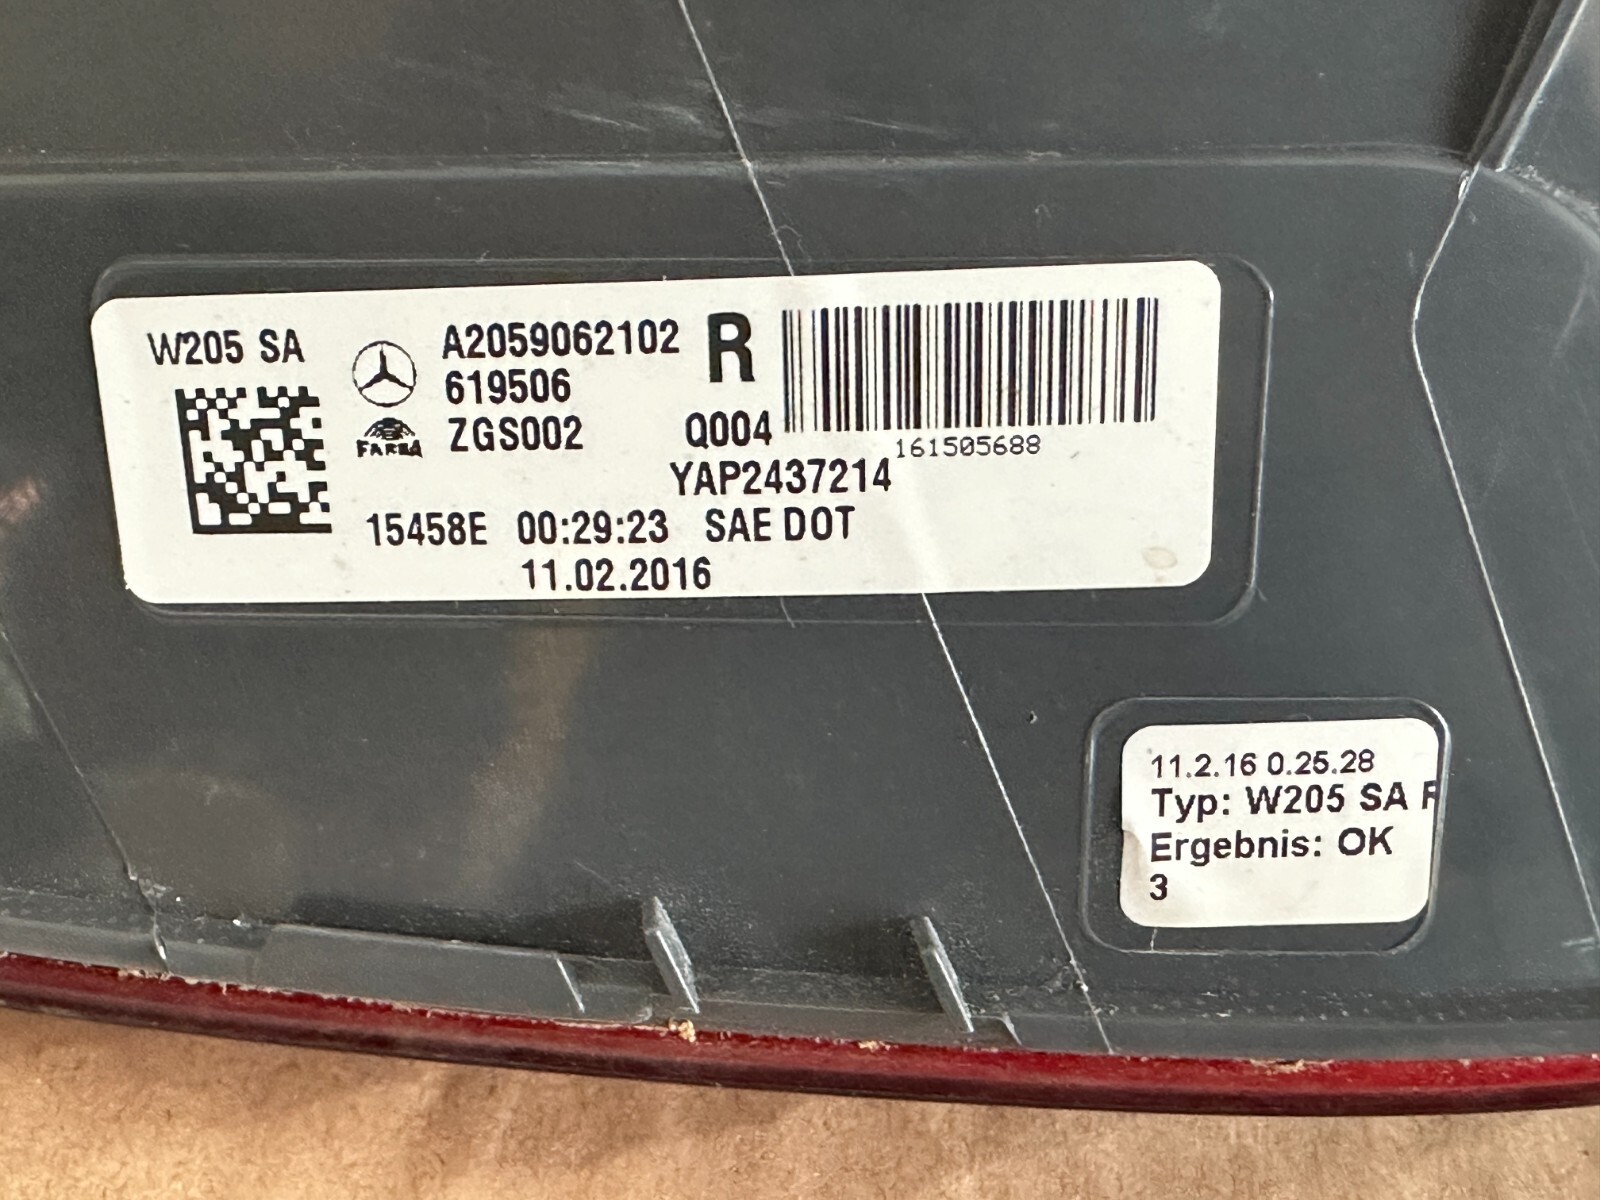 W205 SA
A2059062102 R
619506
FARBA ZGS002 Q004
161505688
YAP2437214
15458E 00:29:23 SAE DOT
11.02.2016
11.2.16 0.25.28
Typ: W205 SA R
Ergebnis: OK
3